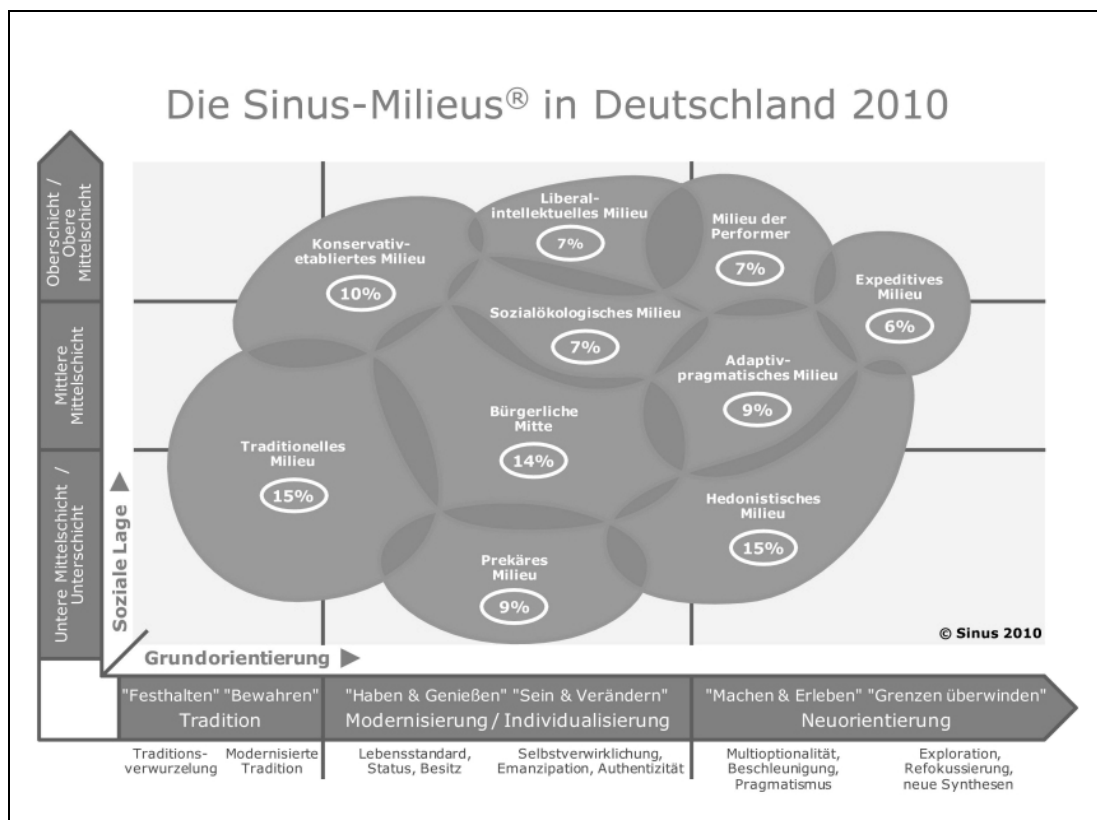 Die Sinus-Milieus® in Deutschland 2010
Oberschicht /
Obere
Mittelschicht
Mittlere
Mittelschicht
Untere Mittelschicht /
Unterschicht
Soziale Lage
Liberal-
intellektuelles Milieu
7%
Milieu der
Performer
7%
Konservativ-
etabliertes Milieu
10%
Expeditives
Milieu
6%
Sozialökologisches Milieu
7%
Adaptiv-
pragmatisches Milieu
9%
Bürgerliche
Mitte
14%
Traditionelles
Milieu
15%
Hedonistisches
Milieu
15%
Prekäres
Milieu
9%
© Sinus 2010
Grundorientierung
"Festhalten" "Bewahren"
Tradition
"Haben & Genießen" "Sein & Verändern"
Modernisierung / Individualisierung
"Machen & Erleben" "Grenzen überwinden"
Neuorientierung
Traditions-
verwurzelung
Modernisierte
Tradition
Lebensstandard,
Status, Besitz
Selbstverwirklichung,
Emanzipation, Authentizität
Multioptionalität,
Beschleunigung,
Pragmatismus
Exploration,
Refokussierung,
neue Synthesen